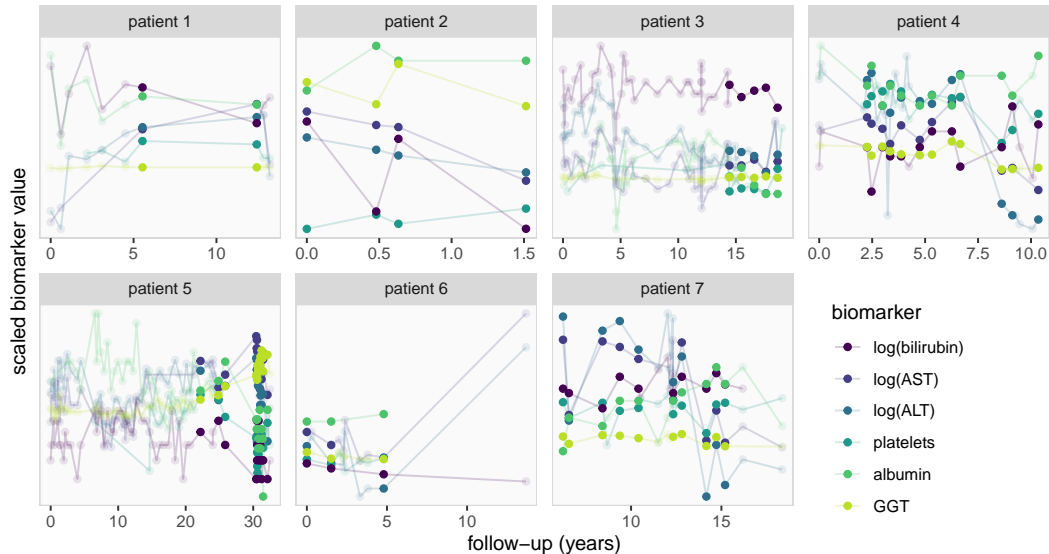 patient 1
patient 2
patient 3
patient 4
0 5 10
0.0 0.5 1.0 1.5
0 5 10 15
0.0 2.5 5.0 7.5 10.0
patient 5
patient 6
patient 7
0 10 20 30
0 4 8 12
10 15
scaled biomarker value
follow−up (years)
biomarker
log(bilirubin)
log(AST)
log(ALT)
platelets
albumin
GGT